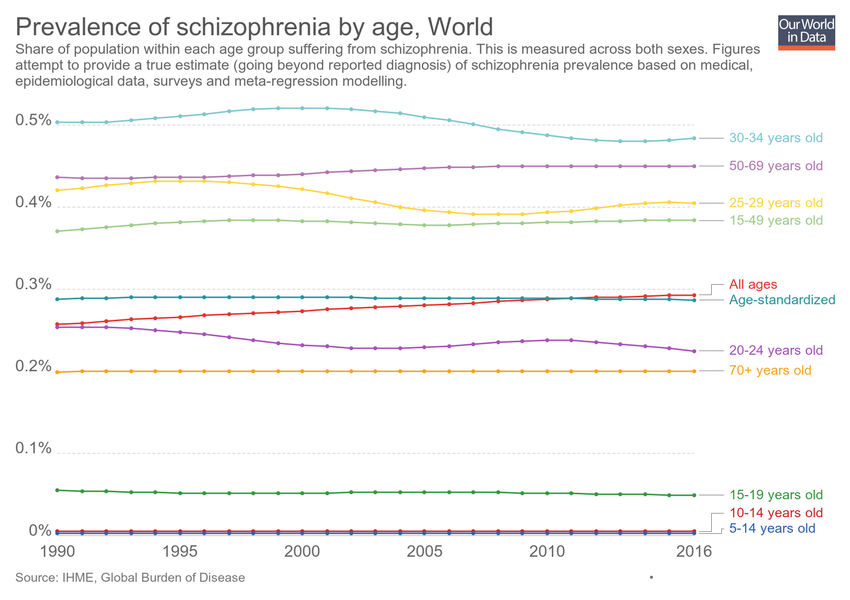 Prevalence of schizophrenia by age, World
Our World
in Data
Share of population within each age group suffering from schizophrenia. This is measured across both sexes. Figures
attempt to provide a true estimate (going beyond reported diagnosis) of schizophrenia prevalence based on medical,
epidemiological data, surveys and meta-regression modelling.
0.5%
30-34 years old
50-69 years old
0.4%
25-29 years old
15-49 years old
0.3%
All ages
Age-standardized
20-24 years old
0.2%
70+ years old
0.1%
15-19 years old
10-14 years old
0%
5-14 years old
1990 1995 2000 2005 2010 2016
Source: IHME, Global Burden of Disease